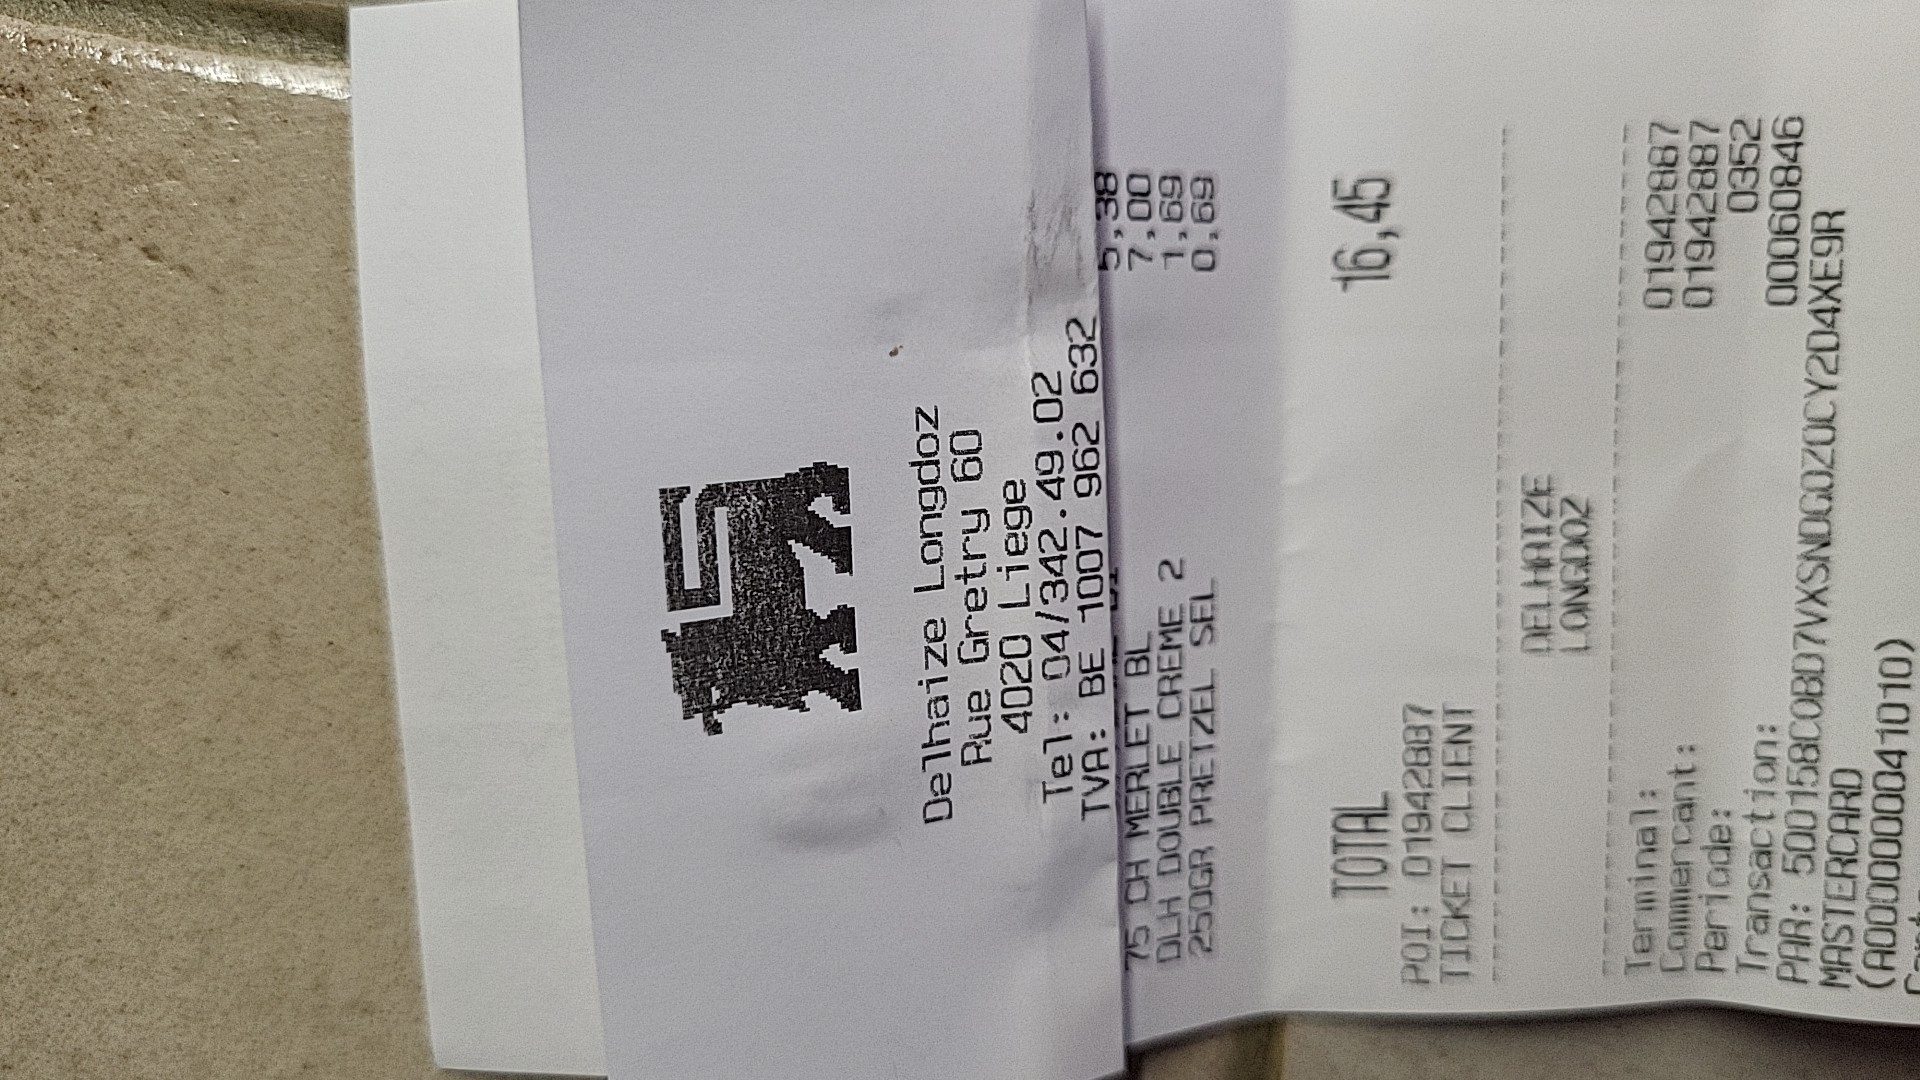 Delhaize Longdoz
Rue Gretry 60
4020 Liege
Tel: 04/342.49.02
TVA: BE 1007 962 632
5,38
75 CH MERLET BL 7,00
DLH DOUBLE CREME 2 1,69
250GR PRETZEL SEL 0,69
TOTAL 16,45
POI: 01942887
TICKET CLIENT
DELHAIZE
LONGDOZ
Terminal: 01942887
Commercant: 01942887
Periode: 0352
Transaction: 00060846
PAR: 50015BCOBD7VXSNDGOZ0CY2D4XE9R
MASTERCARD
(A0000000041010)